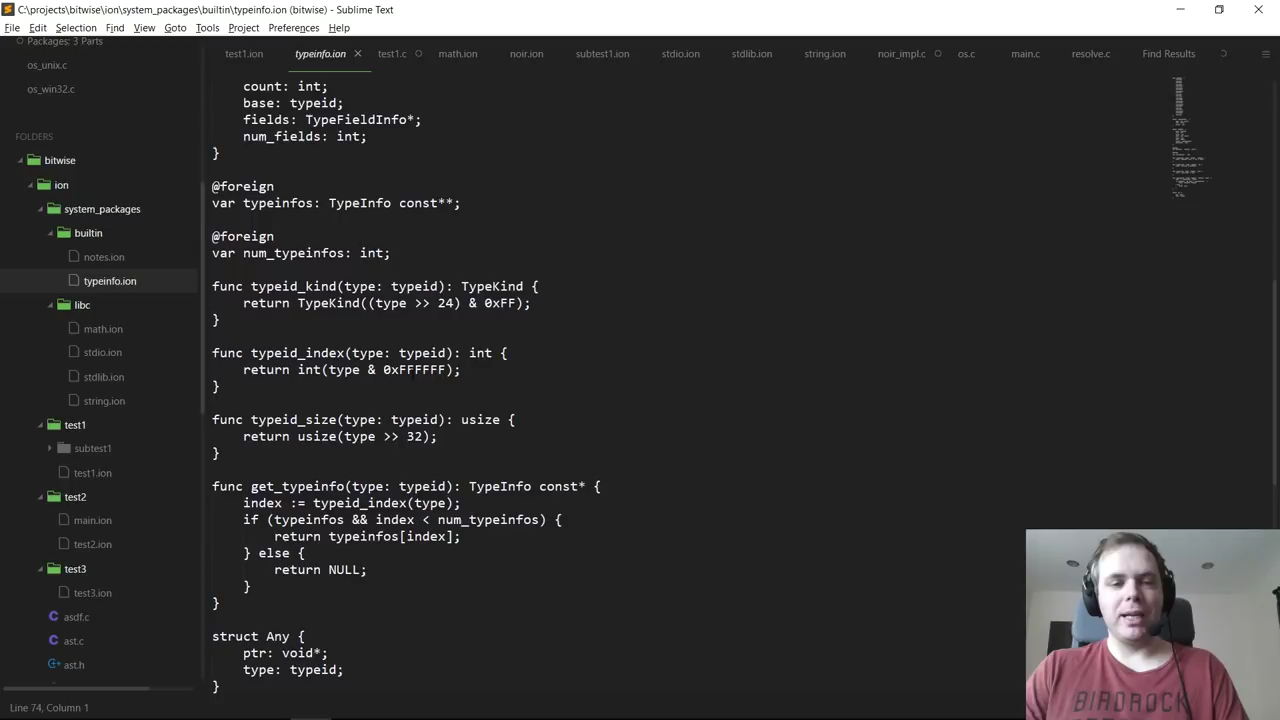 C:\projects\bitwise\ion\system_packages\builtin\typeinfo.ion (bitwise) - Sublime Text
File Edit Selection Find View Goto Tools Project Preferences Help
Packages: 3 Parts
os_unix.c
os_win32.c
FOLDERS
bitwise
ion
system_packages
builtin
notes.ion
typeinfo.ion
libc
math.ion
stdio.ion
stdlib.ion
string.ion
test1
subtest1
test1.ion
test2
main.ion
test2.ion
test3
test3.ion
asdf.c
ast.c
ast.h
test1.ion typeinfo.ion test1.c math.ion noir.ion subtest1.ion stdio.ion stdlib.ion string.ion noir_impl.c os.c main.c resolve.c Find Results
count: int;
base: typeid;
fields: TypeFieldInfo*;
num_fields: int;
}
@foreign
var typeinfos: TypeInfo const**;
@foreign
var num_typeinfos: int;
func typeid_kind(type: typeid): TypeKind {
return TypeKind((type >> 24) & 0xFF);
}
func typeid_index(type: typeid): int {
return int(type & 0xFFFFFF);
}
func typeid_size(type: typeid): usize {
return usize(type >> 32);
}
func get_typeinfo(type: typeid): TypeInfo const* {
index := typeid_index(type);
if (typeinfos && index < num_typeinfos) {
return typeinfos[index];
} else {
return NULL;
}
}
struct Any {
ptr: void*;
type: typeid;
}
Line 74, Column 1
BIRDROCK